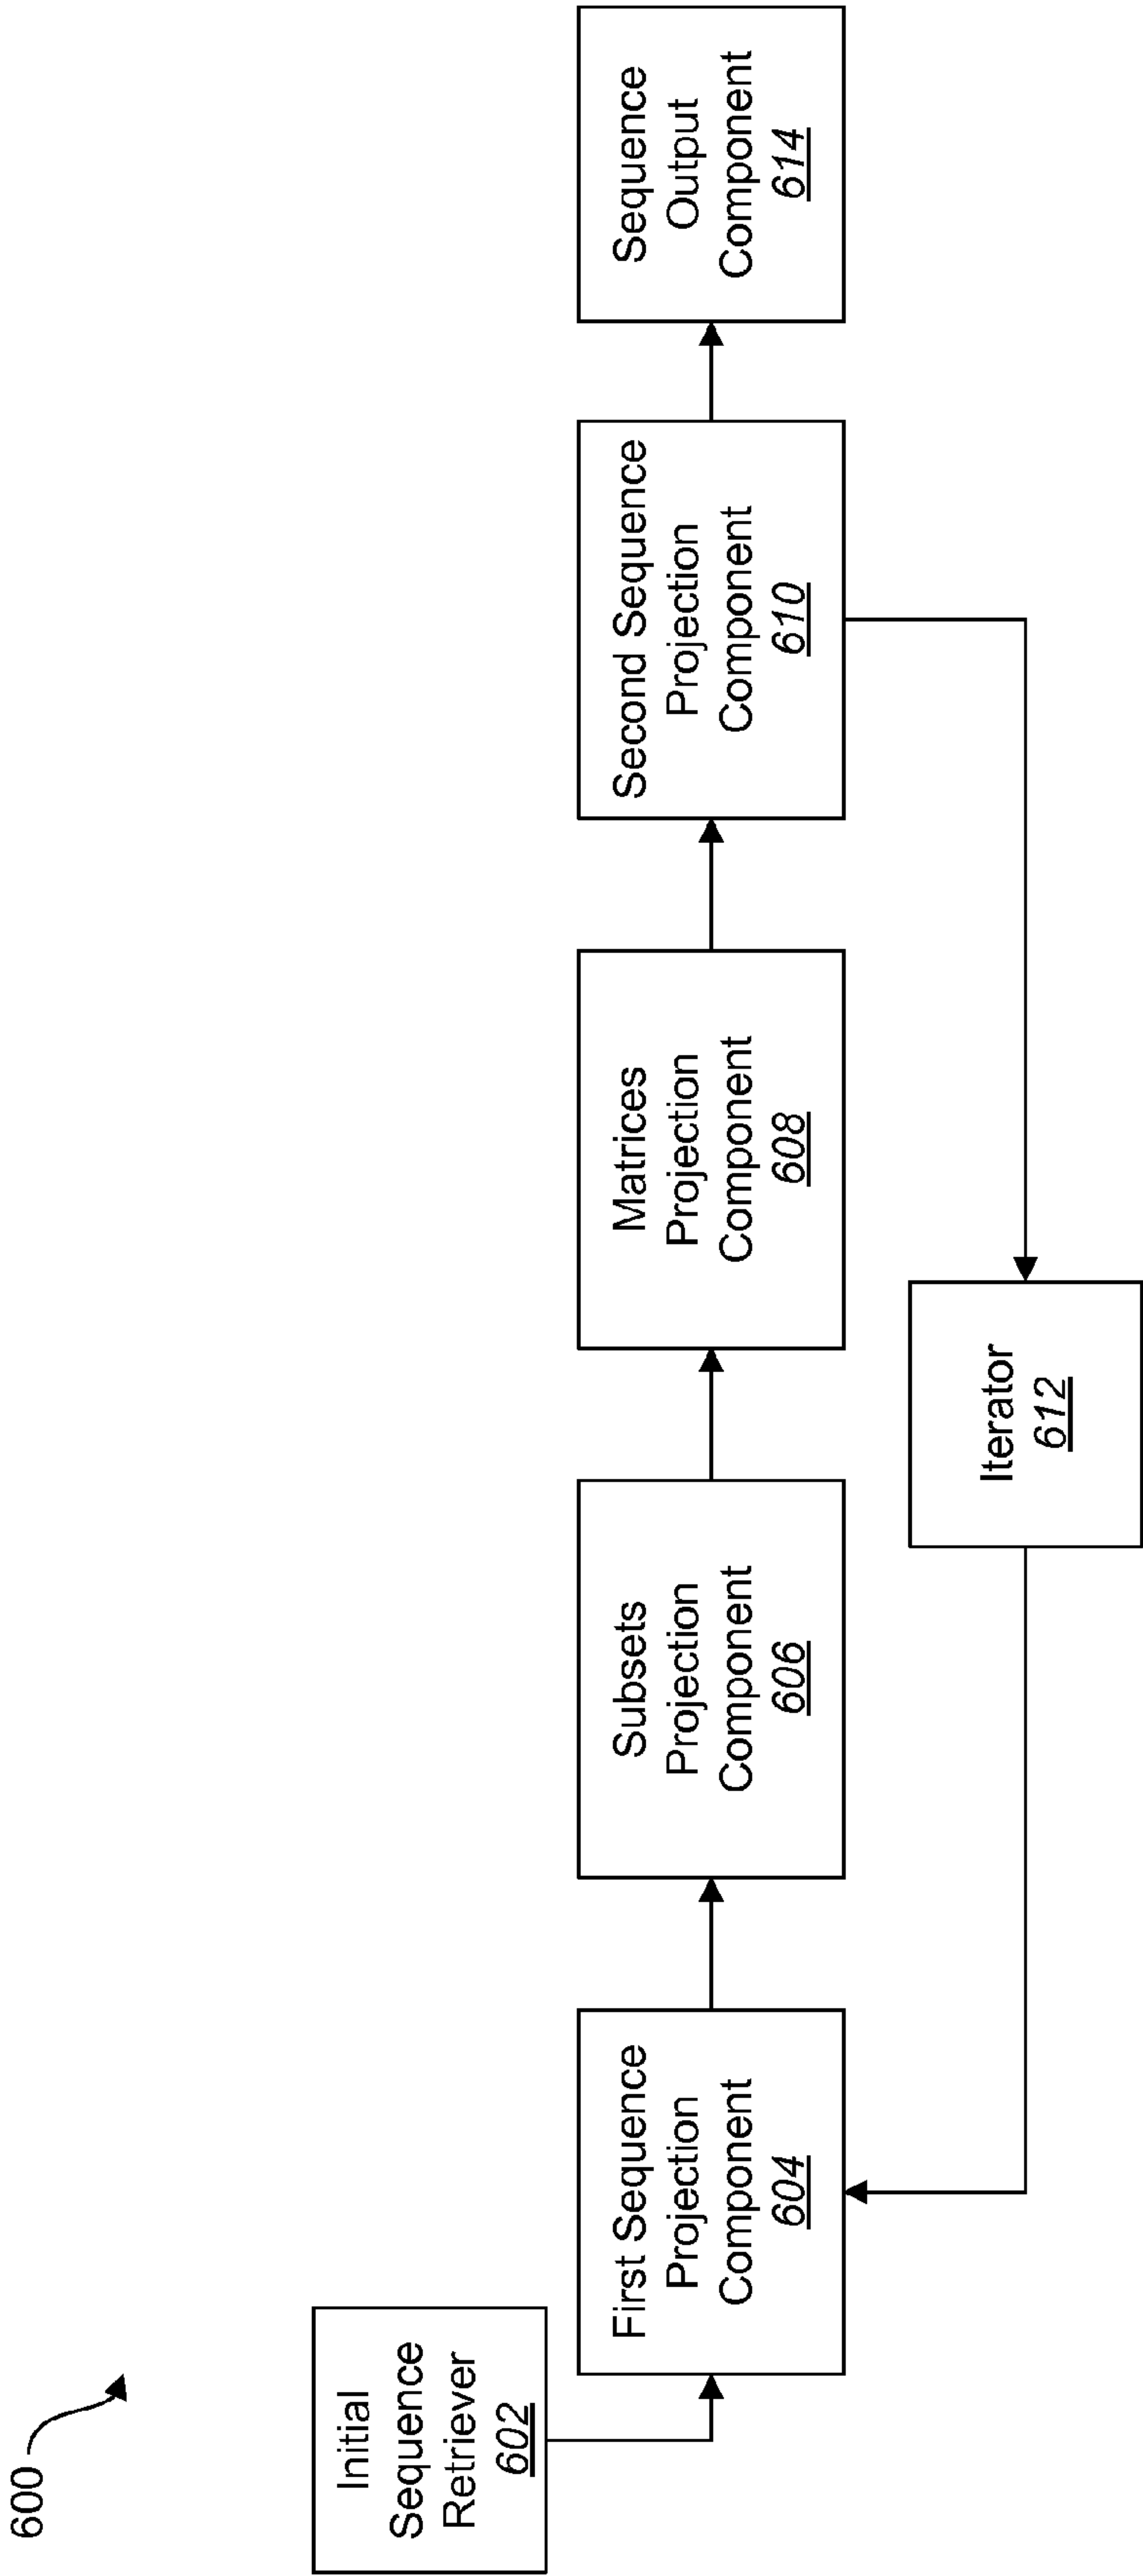 600
Initial
Sequence
Retriever
602
First Sequence
Projection
Component
604
Subsets
Projection
Component
606
Matrices
Projection
Component
608
Second Sequence
Projection
Component
610
Sequence
Output
Component
614
Iterator
612